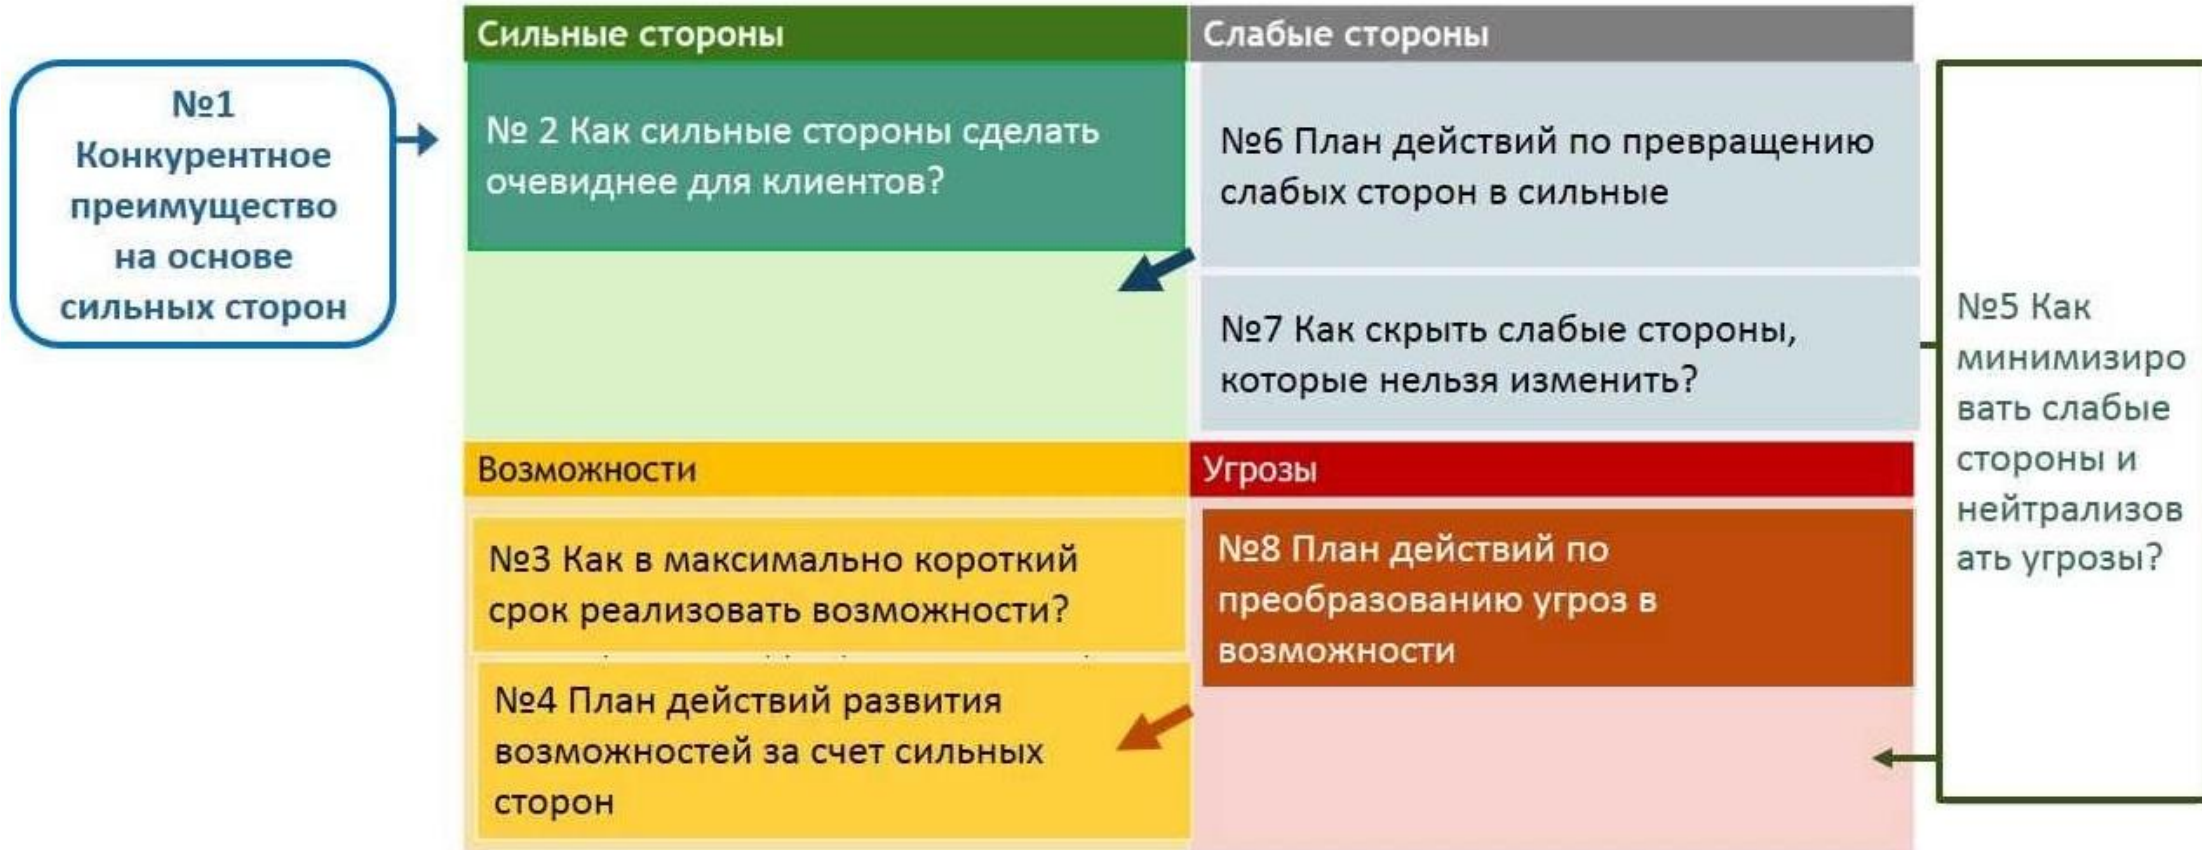 Сильные стороны
Слабые стороны
№1
Конкурентное
преимущество
на основе
сильных сторон
№ 2 Как сильные стороны сделать
очевиднее для клиентов?
№6 План действий по превращению
слабых сторон в сильные
№7 Как скрыть слабые стороны,
которые нельзя изменить?
№5 Как
минимизиро
вать слабые
стороны и
нейтрализов
ать угрозы?
Возможности
Угрозы
№3 Как в максимально короткий
срок реализовать возможности?
№4 План действий развития
возможностей за счет сильных
сторон
№8 План действий по
преобразованию угроз в
возможности